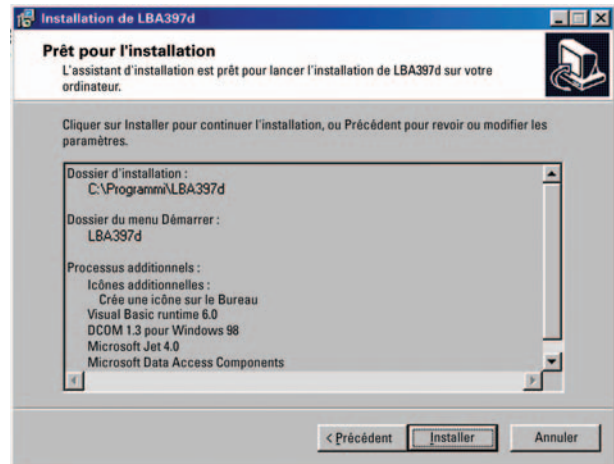 Installation de LBA397d
Prêt pour l'installation
L'assistant d'installation est prêt pour lancer l'installation de LBA397d sur votre
ordinateur.
Cliquer sur Installer pour continuer l'installation, ou Précédent pour revoir ou modifier les
paramètres.
Dossier d'installation :
C:\Programmi\LBA397d
Dossier du menu Démarrer :
LBA397d
Processus additionnels :
Icônes additionnelles :
Crée une icône sur le Bureau
Visual Basic runtime 6.0
DCOM 1.3 pour Windows 98
Microsoft Jet 4.0
Microsoft Data Access Components
< Précédent Installer Annuler